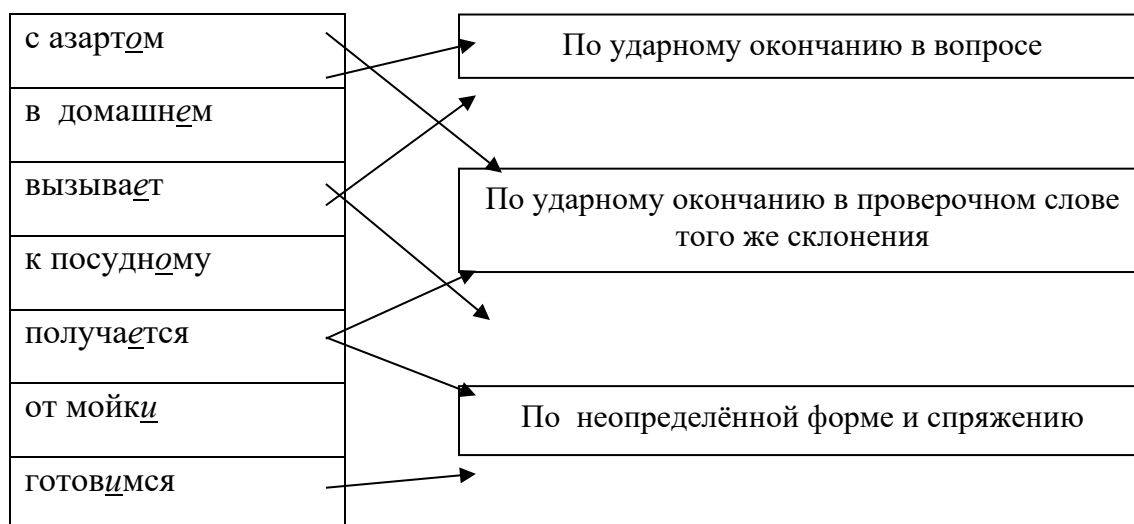 с азартом
в домашнем
вызывает
к посудному
получается
от мойки
готовимся
По ударному окончанию в вопросе
По ударному окончанию в проверочном слове
того же склонения
По неопределённой форме и спряжению